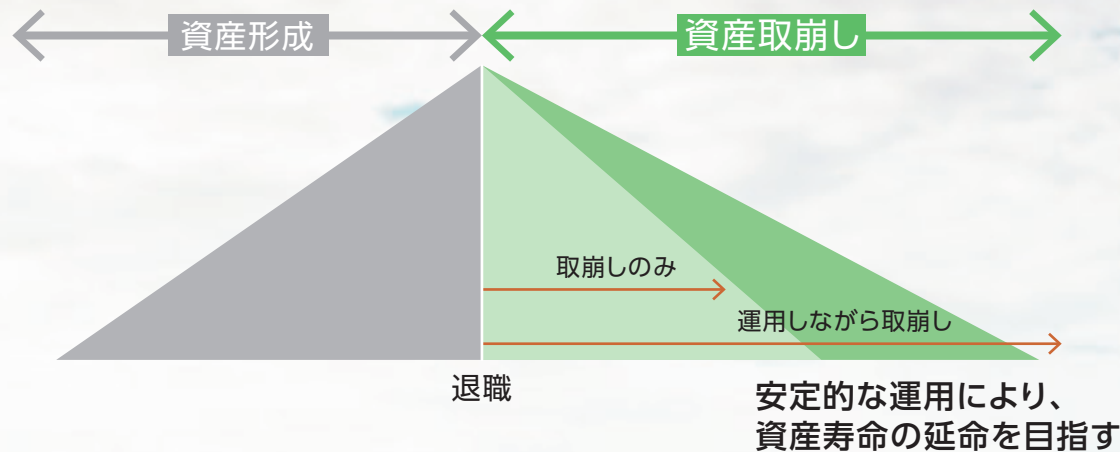 資産形成
資産取崩し
取崩しのみ
運用しながら取崩し
退職
安定的な運用により、
資産寿命の延命を目指す